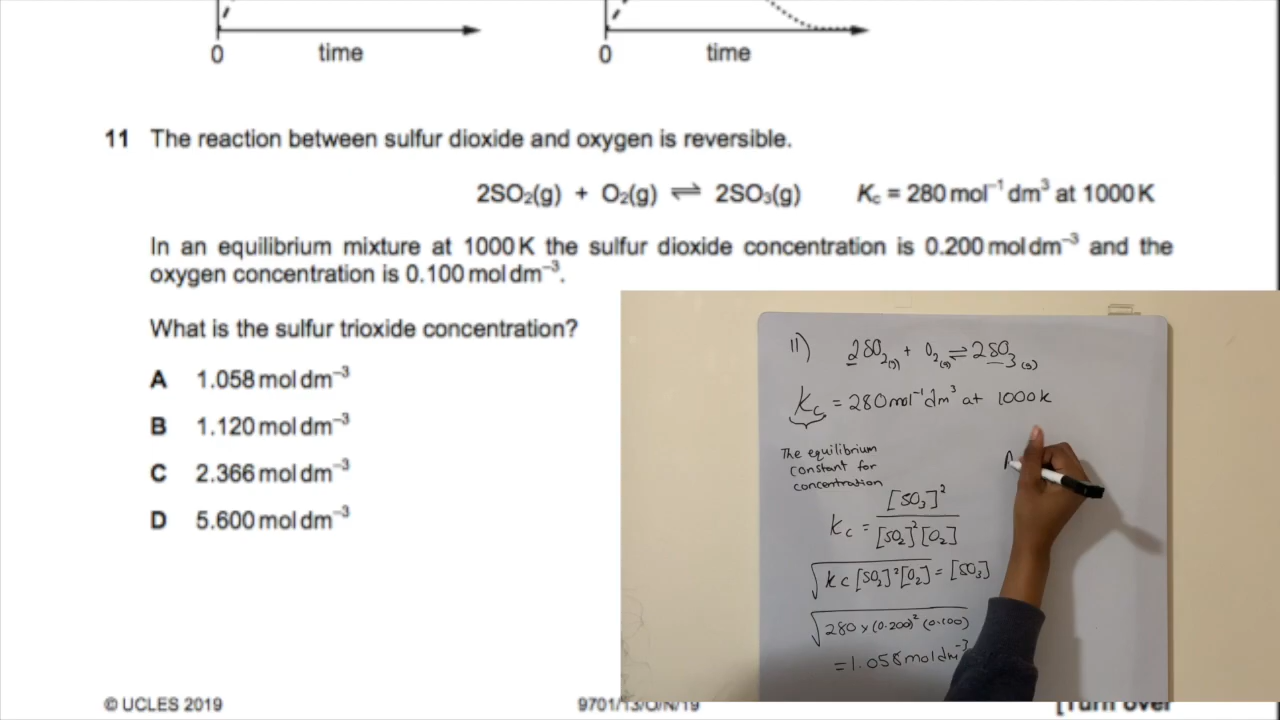 0 time 0 time
11 The reaction between sulfur dioxide and oxygen is reversible.
2SO₂(g) + O₂(g) ⇌ 2SO₃(g) Kc = 280 mol⁻¹ dm³ at 1000 K
In an equilibrium mixture at 1000 K the sulfur dioxide concentration is 0.200 mol dm⁻³ and the
oxygen concentration is 0.100 mol dm⁻³.
What is the sulfur trioxide concentration?
A 1.058 mol dm⁻³
B 1.120 mol dm⁻³
C 2.366 mol dm⁻³
D 5.600 mol dm⁻³
11) 2SO₂(g) + O₂(g) ⇌ 2SO₃(g)
Kc = 280 mol⁻¹ dm³ at 1000 K
The equilibrium
constant for
concentration
Kc = [SO₃]² / [SO₂]² [O₂]
√(Kc [SO₂]² [O₂]) = [SO₃]
√(280 × (0.200)² (0.100))
= 1.058 mol dm⁻³
© UCLES 2019 9701/13/O/N/19 [Turn over